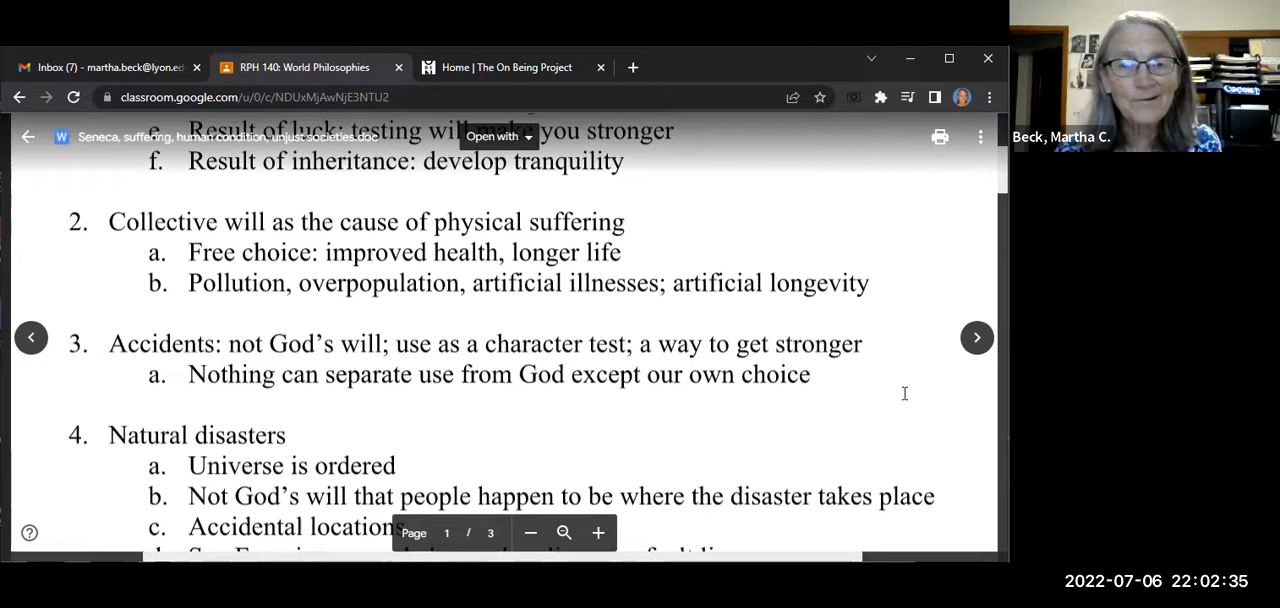 Inbox (7) - martha.beck@lyon.ed
RPH 140: World Philosophies
Home | The On Being Project
classroom.google.com/u/0/c/NDUxMjAwNjE3NTU2
Seneca, suffering, human condition, unjust societies.doc
Open with
e. Result of luck: testing will make you stronger
f. Result of inheritance: develop tranquility
2. Collective will as the cause of physical suffering
a. Free choice: improved health, longer life
b. Pollution, overpopulation, artificial illnesses; artificial longevity
3. Accidents: not God's will; use as a character test; a way to get stronger
a. Nothing can separate use from God except our own choice
4. Natural disasters
a. Universe is ordered
b. Not God's will that people happen to be where the disaster takes place
c. Accidental locations
Page 1 / 3
Beck, Martha C.
2022-07-06 22:02:35